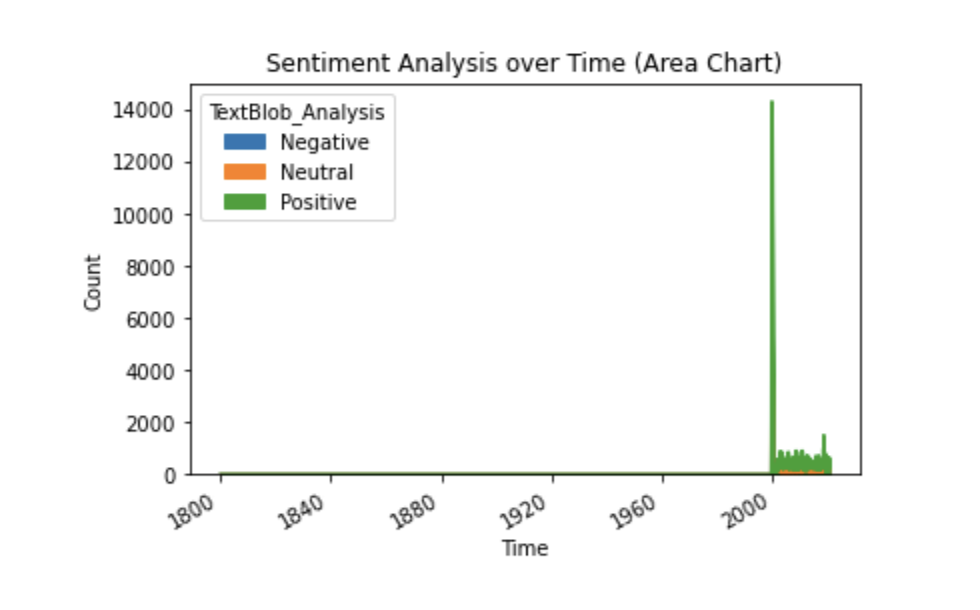 Sentiment Analysis over Time (Area Chart)
TextBlob_Analysis
Negative
Neutral
Positive
14000
12000
10000
8000
6000
4000
2000
0
Count
1800
1840
1880
1920
1960
2000
Time